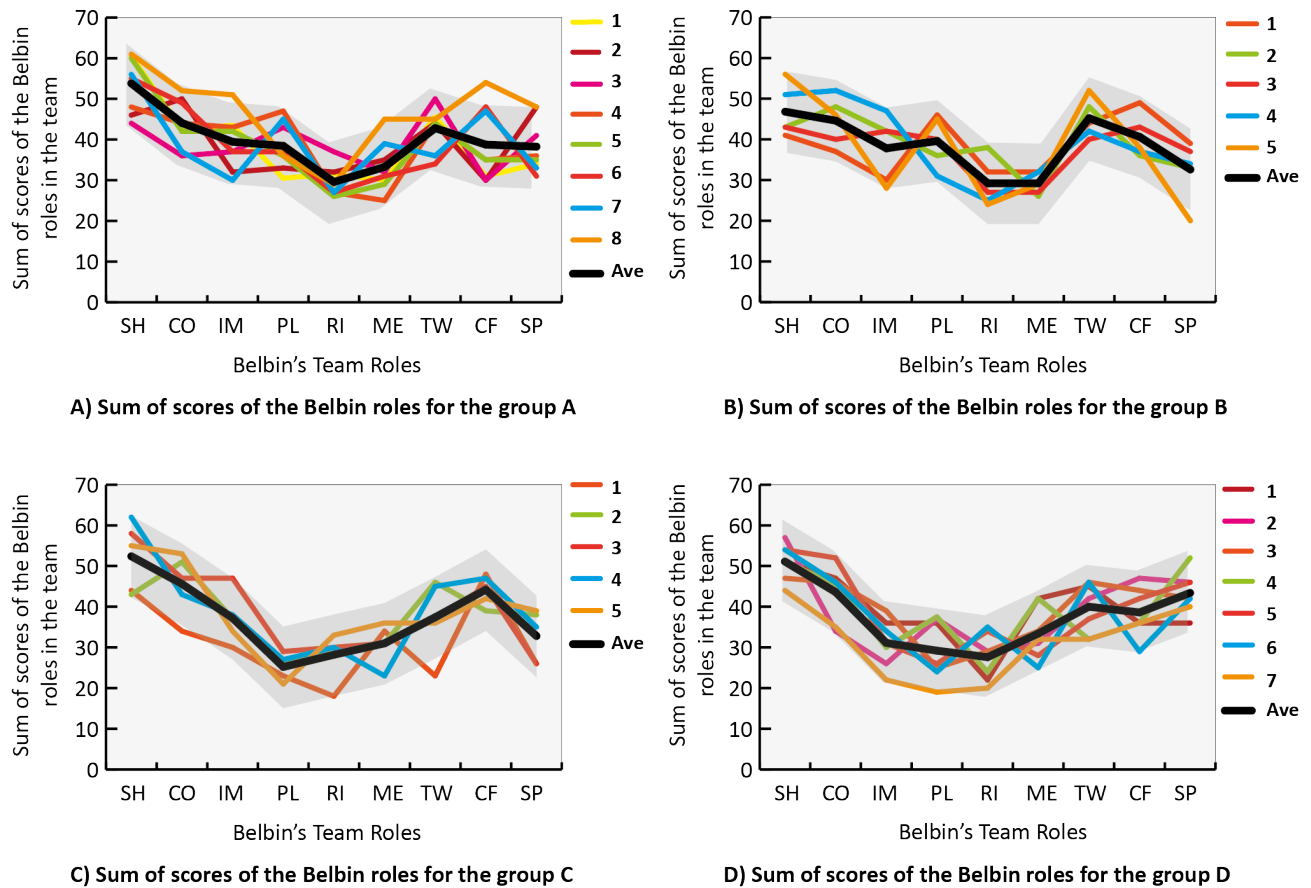 Sum of scores of the Belbin
roles in the team
70
60
50
40
30
20
10
0
SH CO IM PL RI ME TW CF SP
Belbin’s Team Roles
1
2
3
4
5
6
7
8
Ave
A) Sum of scores of the Belbin roles for the group A
Sum of scores of the Belbin
roles in the team
70
60
50
40
30
20
10
0
SH CO IM PL RI ME TW CF SP
Belbin’s Team Roles
1
2
3
4
5
Ave
B) Sum of scores of the Belbin roles for the group B
Sum of scores of the Belbin
roles in the team
70
60
50
40
30
20
10
0
SH CO IM PL RI ME TW CF SP
Belbin’s Team Roles
1
2
3
4
5
Ave
C) Sum of scores of the Belbin roles for the group C
Sum of scores of the Belbin
roles in the team
70
60
50
40
30
20
10
0
SH CO IM PL RI ME TW CF SP
Belbin’s Team Roles
1
2
3
4
5
6
7
Ave
D) Sum of scores of the Belbin roles for the group D